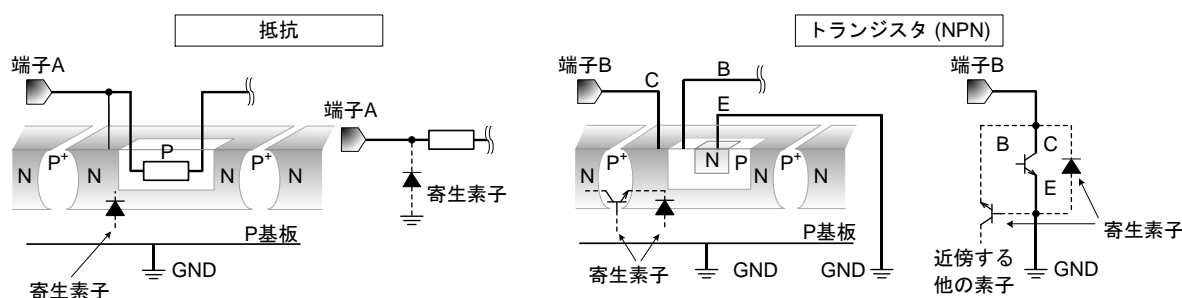 抵抗
端子A
P
N
P+
N
N
P+
N
寄生素子
P基板
GND
端子A
寄生素子
トランジスタ (NPN)
端子B
C
B
E
N
P+
N
N
P
N
P+
N
P基板
寄生素子
GND
GND
端子B
B
C
E
寄生素子
近傍する
他の素子
GND